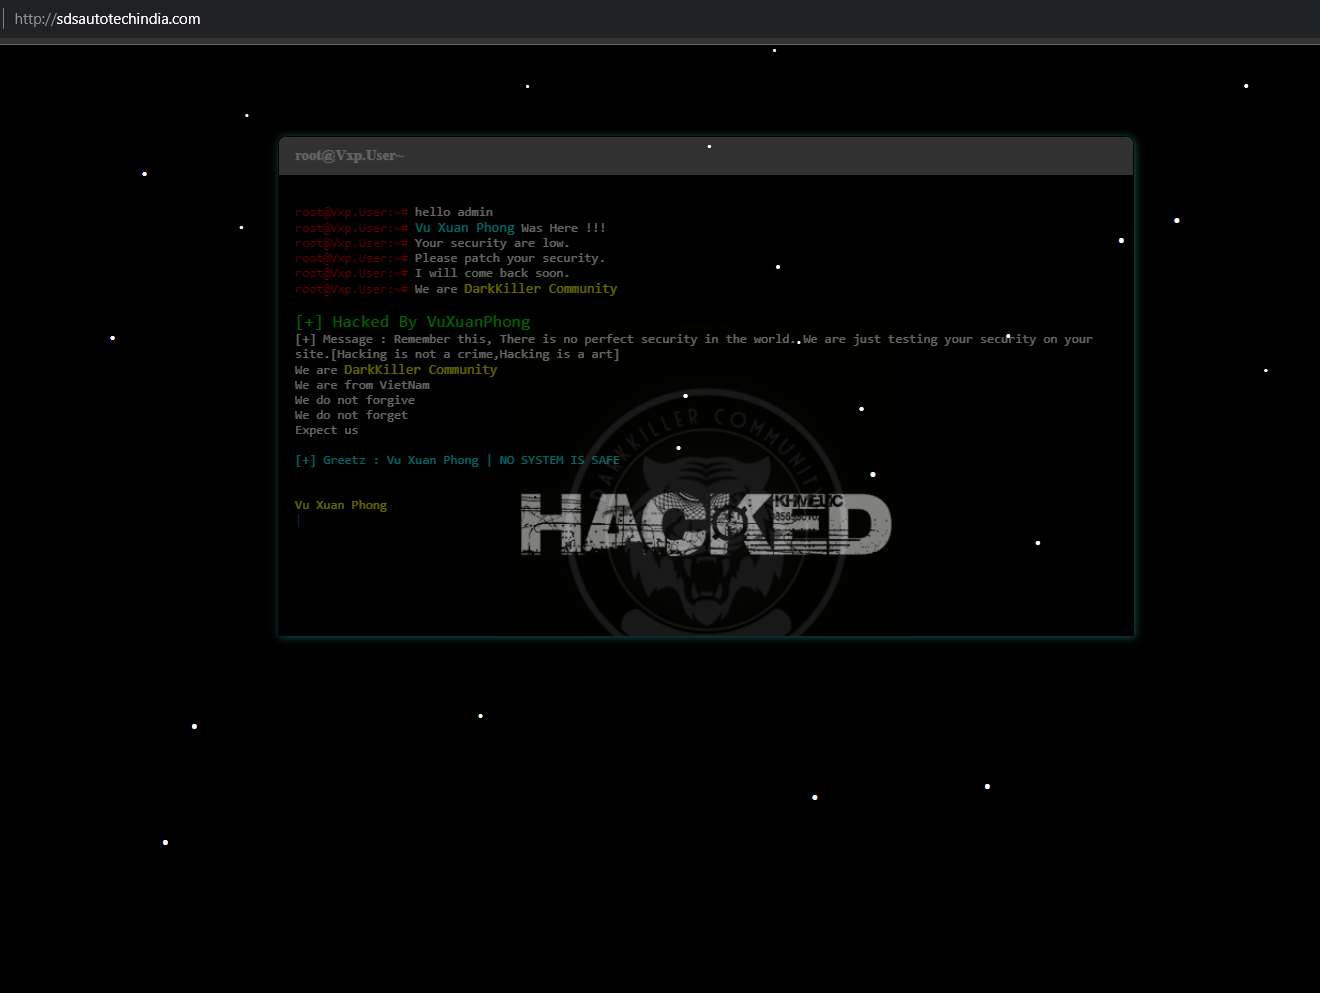 http://sdsautotechindia.com
root@Vxp.User~
root@Vxp.User:~# hello admin
root@Vxp.User:~# Vu Xuan Phong Was Here !!!
root@Vxp.User:~# Your security are low.
root@Vxp.User:~# Please patch your security.
root@Vxp.User:~# I will come back soon.
root@Vxp.User:~# We are DarkKiller Community
[+] Hacked By VuXuanPhong
[+] Message : Remember this, There is no perfect security in the world. We are just testing your security on your
site.[Hacking is not a crime,Hacking is a art]
We are DarkKiller Community
We are from VietNam
We do not forgive
We do not forget
Expect us
[+] Greetz : Vu Xuan Phong | NO SYSTEM IS SAFE
Vu Xuan Phong
DARKKILLER COMMUNITY
HACKED